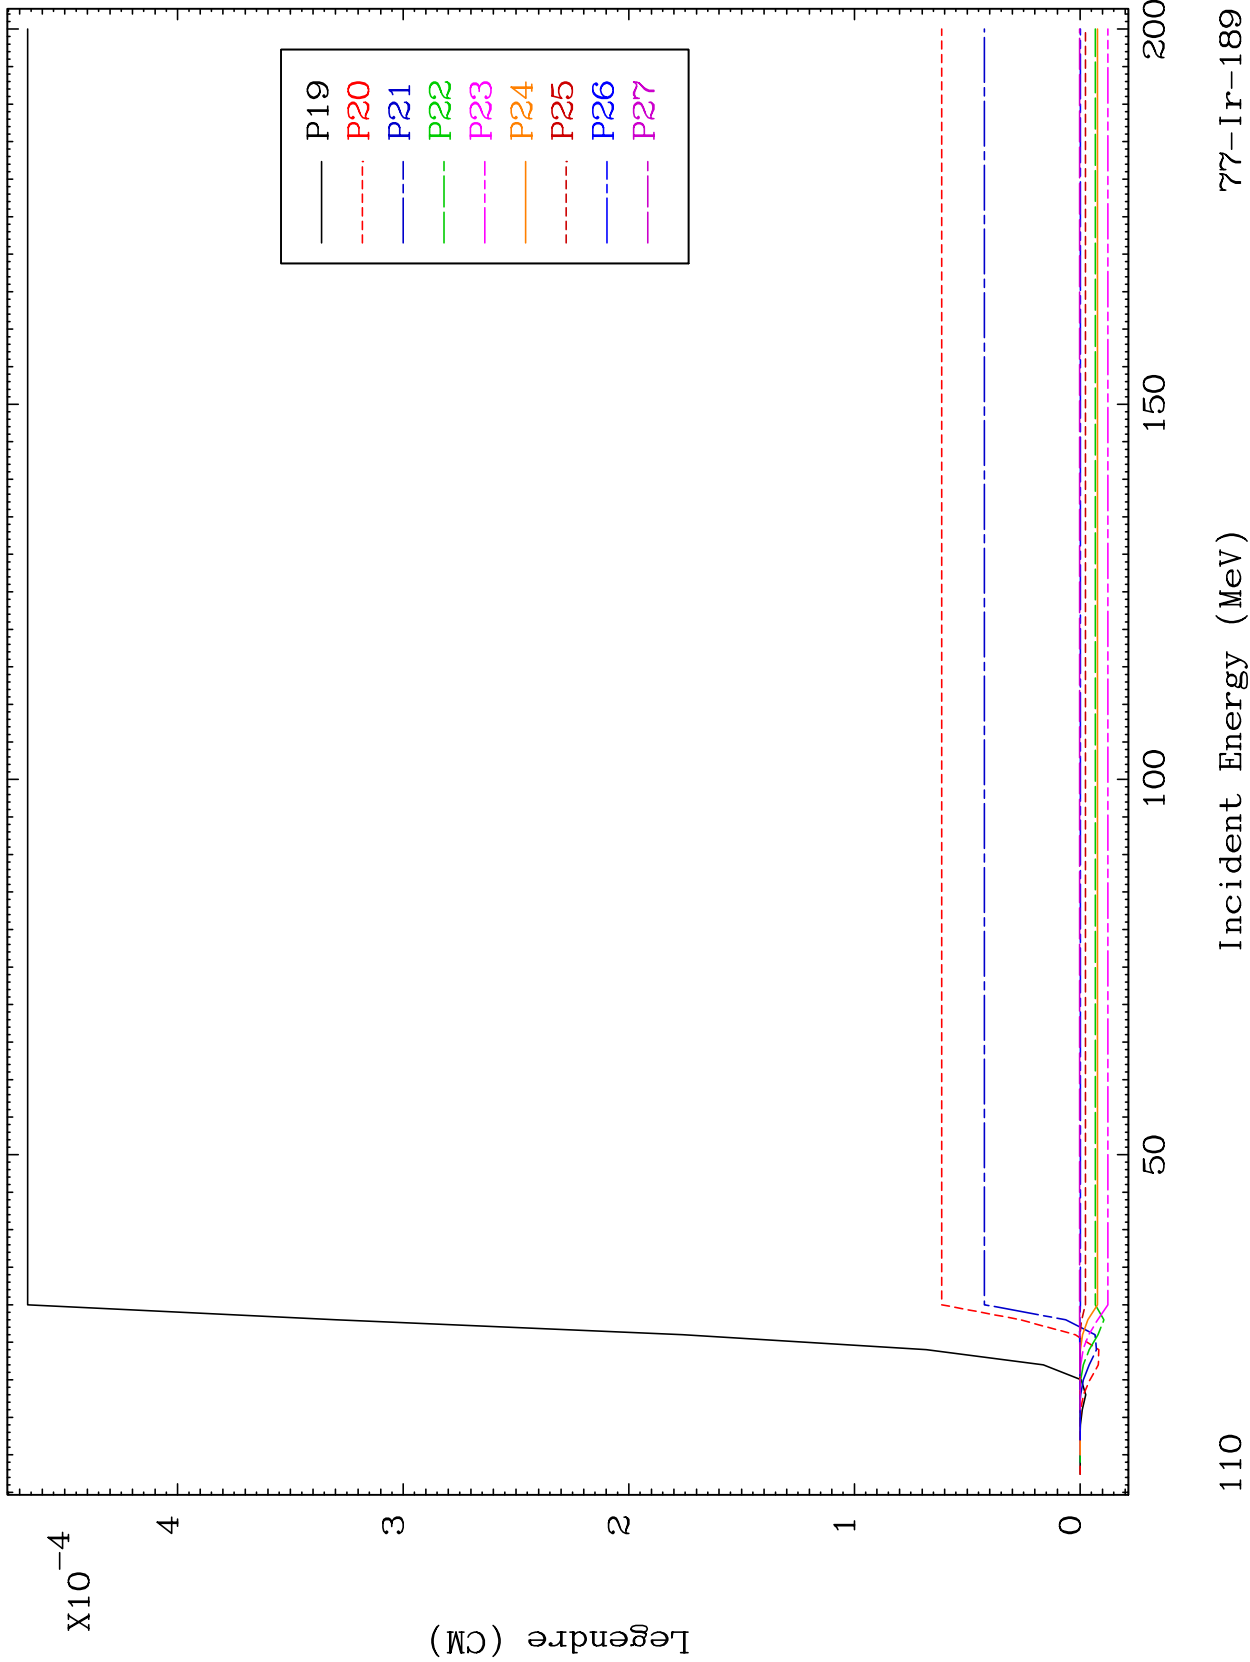 X10-4
4
3
2
1
0
Legendre (CM)
P19
P20
P21
P22
P23
P24
P25
P26
P27
50
100
150
200
Incident Energy (MeV)
110
77-Ir-189